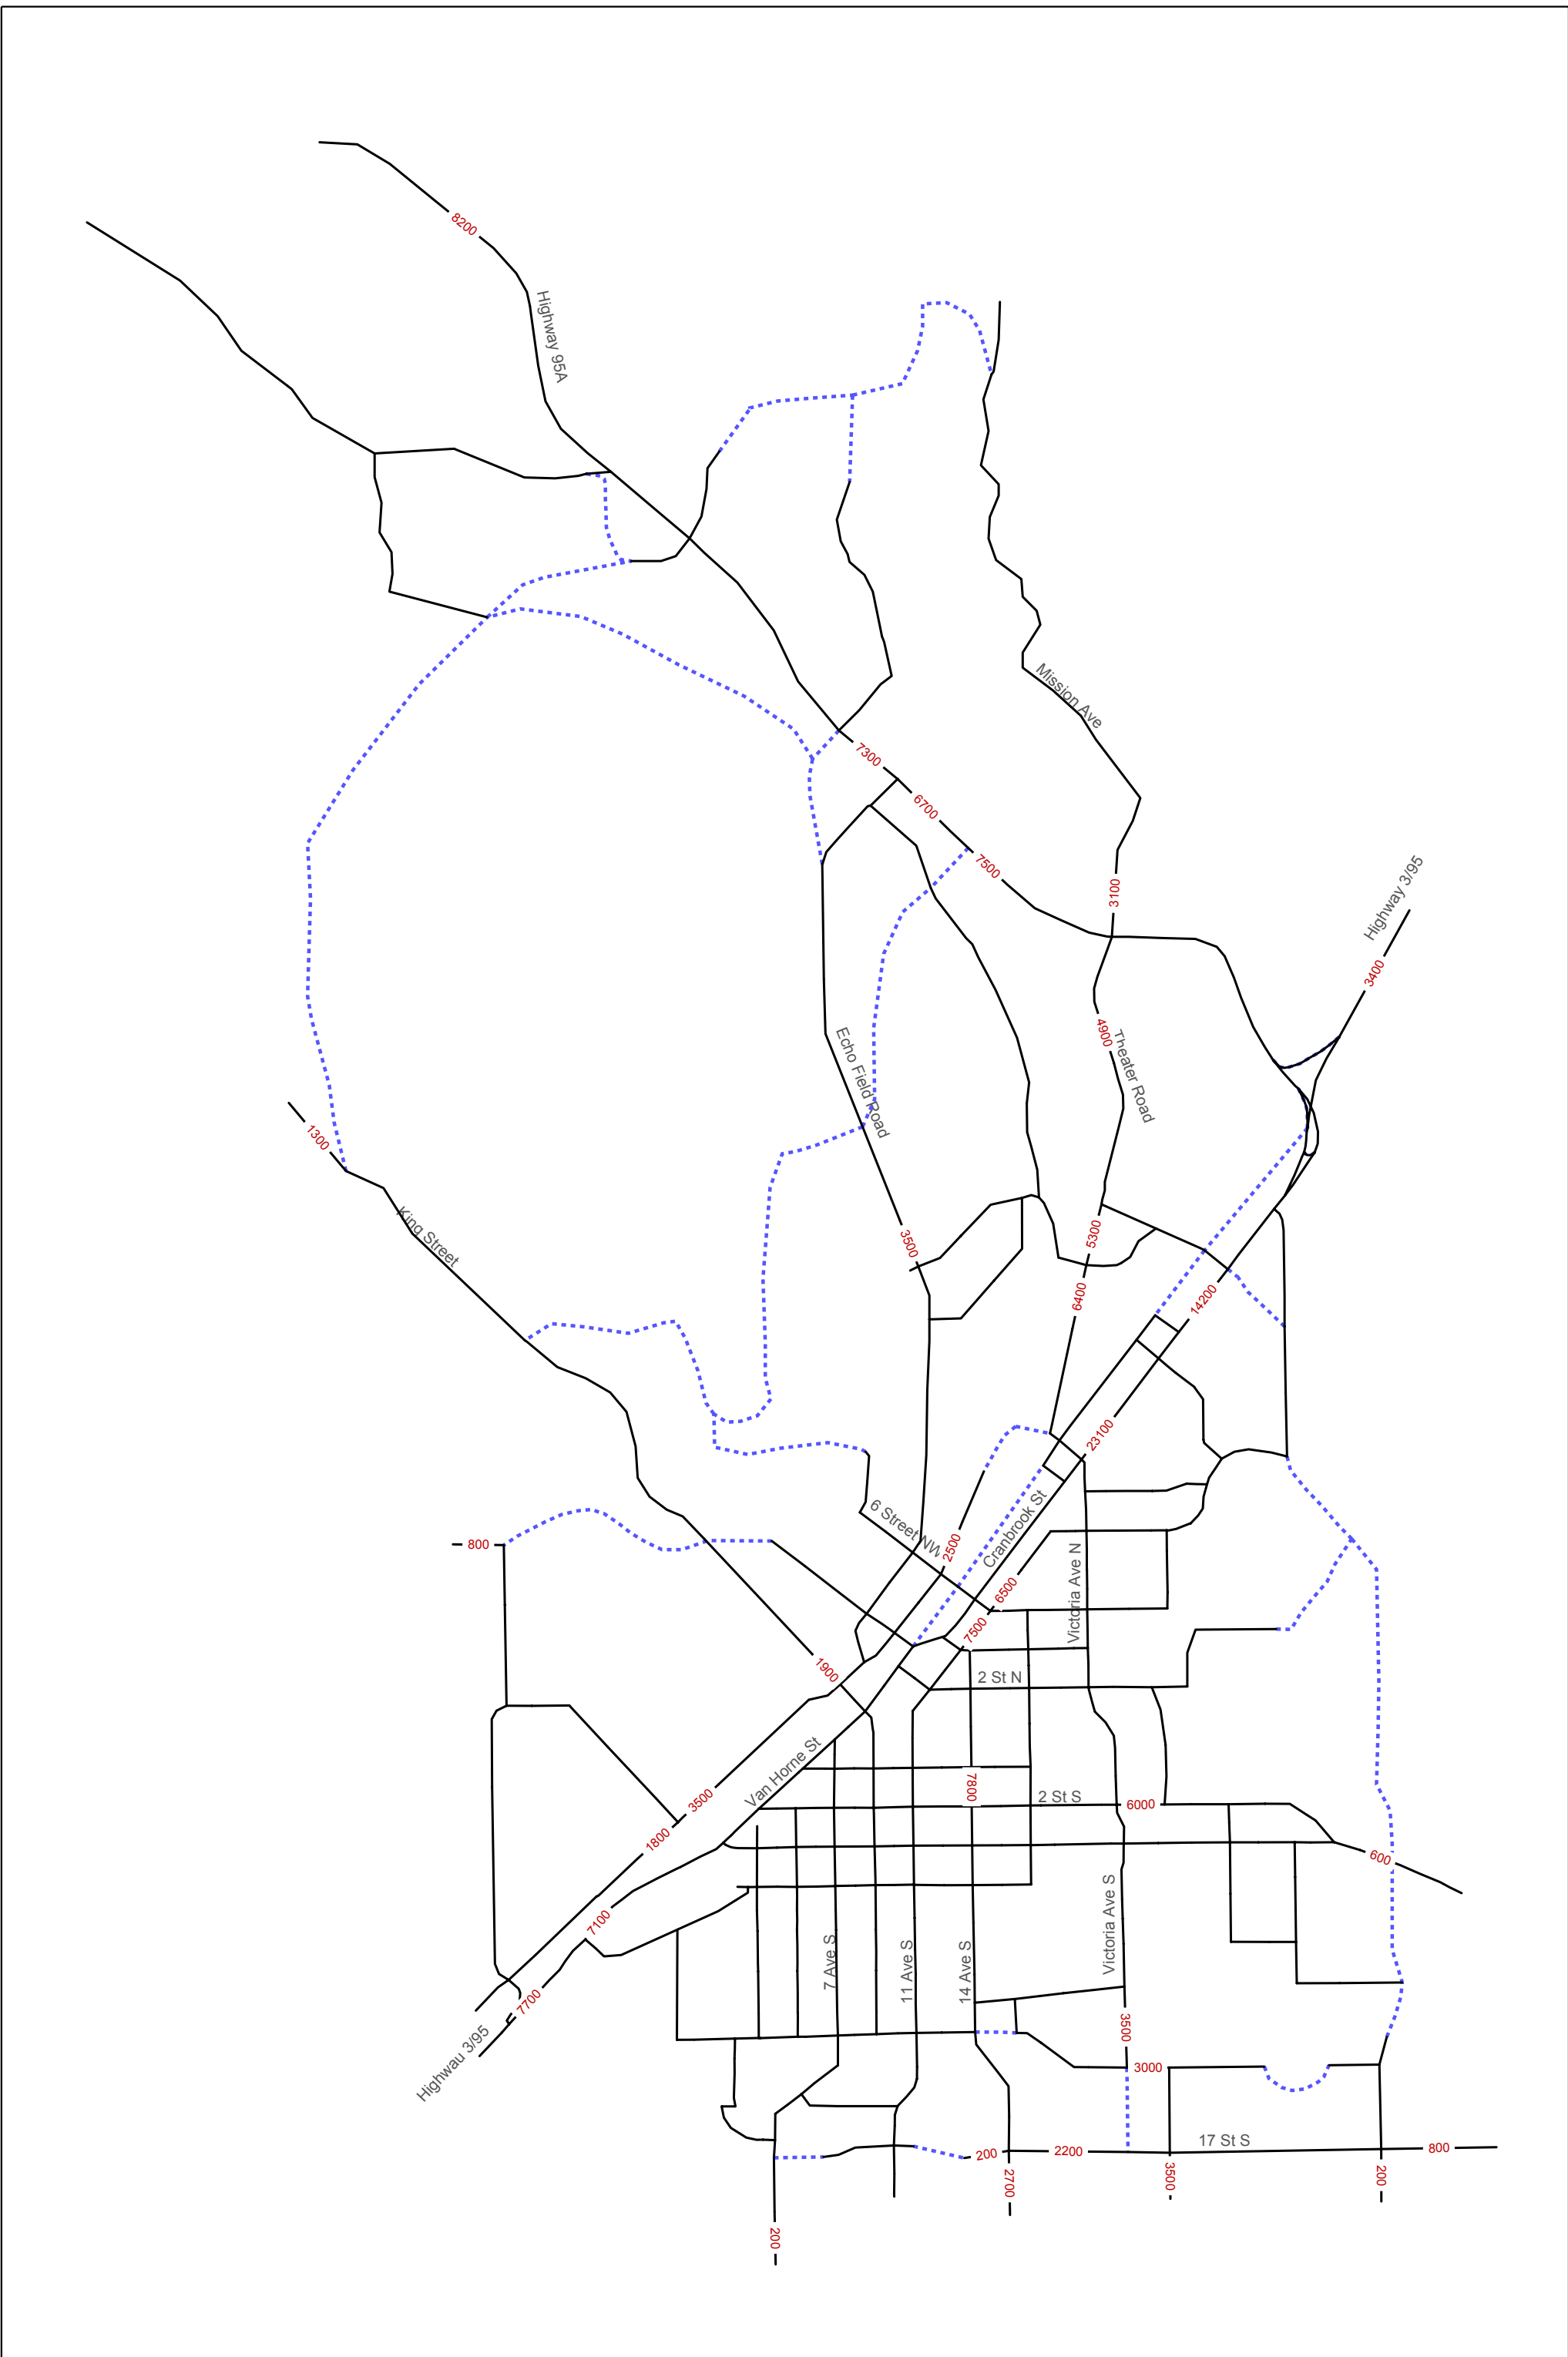 8200
Highway 95A
Mission Ave
7300
6700
7500
3100
Highway 3/95
3400
4900
Theater Road
Echo Field Road
1300
King Street
3500
5300
6400
14200
23100
6 Street NW
2500
Cranbrook St
800
6500
Victoria Ave N
7500
1900
2 St N
Van Horne St
3500
7800
2 St S
6000
1800
600
7100
7 Ave S
11 Ave S
14 Ave S
Victoria Ave S
7700
3500
Highwau 3/95
3000
17 St S
200
2200
800
2700
3500
200
200